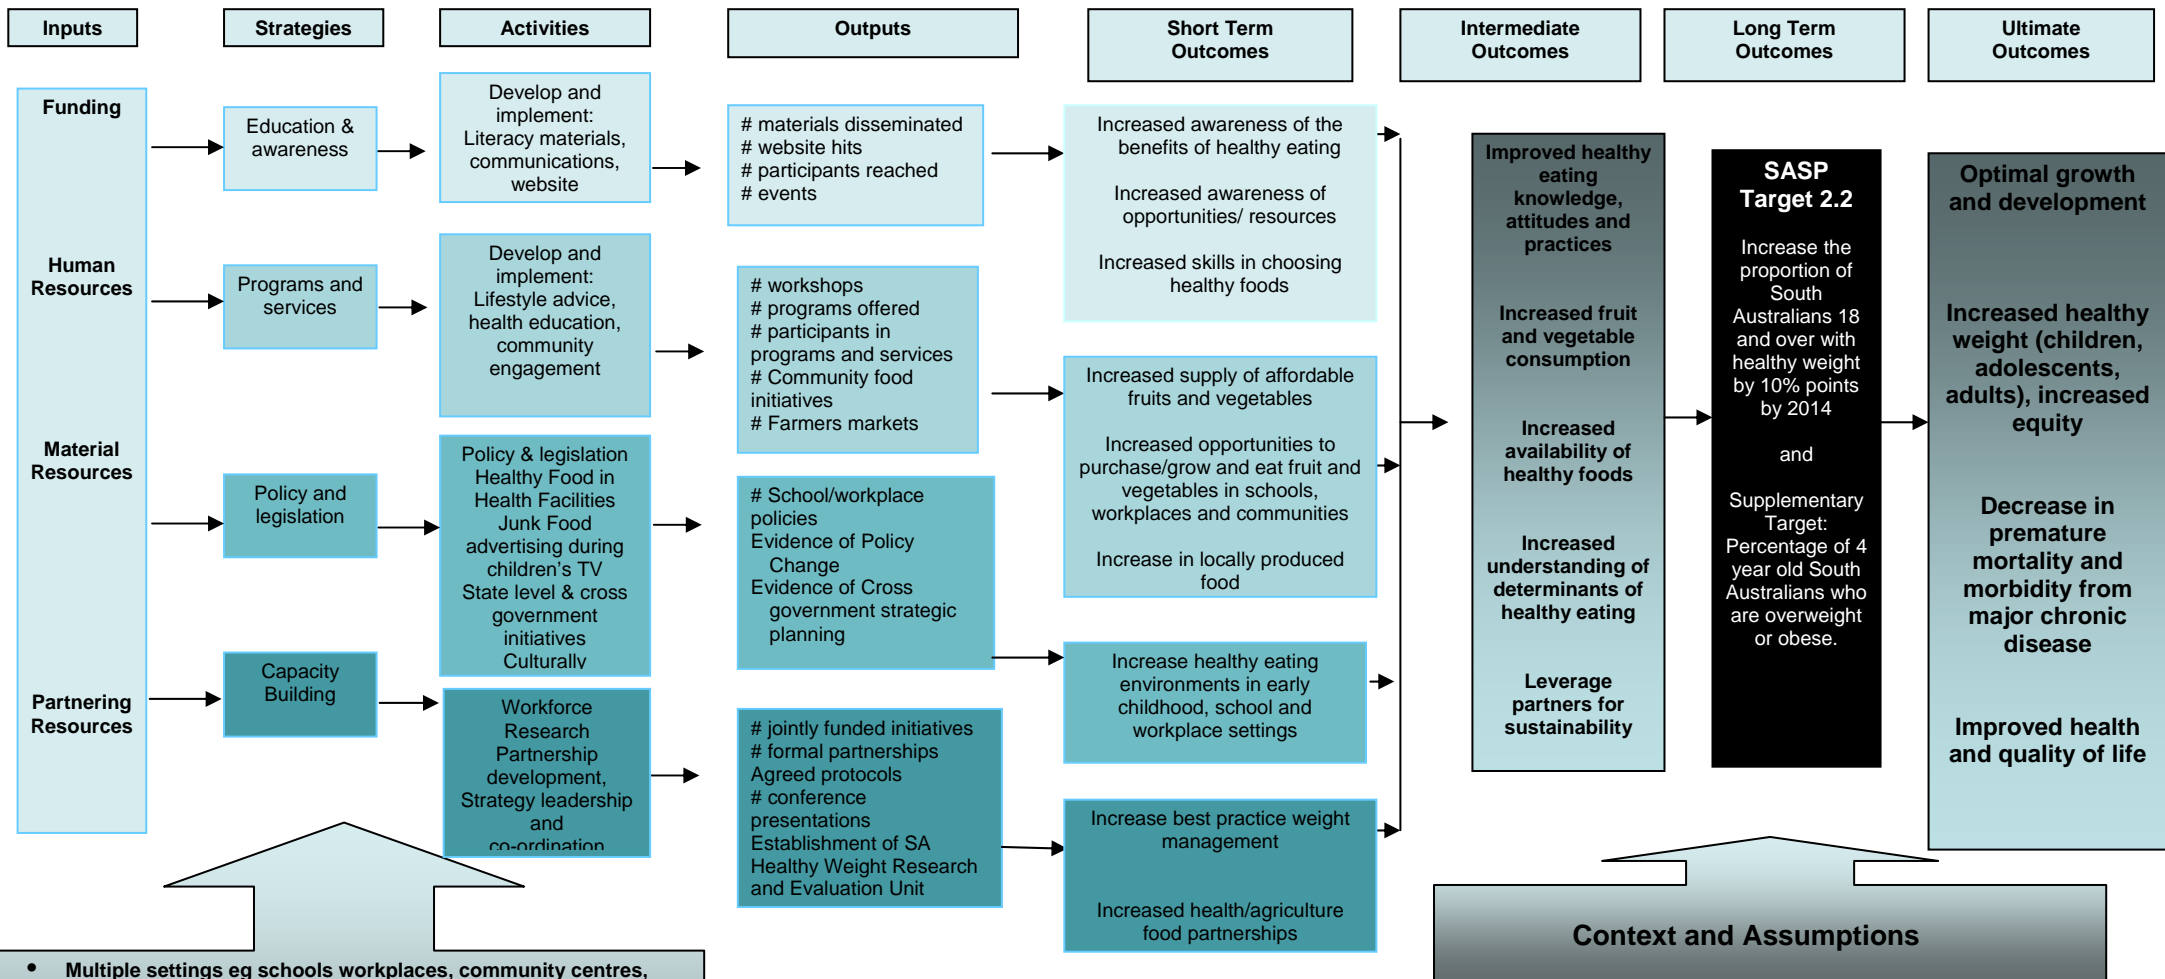 Inputs
Strategies
Activities
Outputs
Short Term
Outcomes
Intermediate
Outcomes
Long Term
Outcomes
Ultimate
Outcomes
Funding
Human
Resources
Material
Resources
Partnering
Resources
Education &
awareness
Programs and
services
Policy and
legislation
Capacity
Building
Develop and
implement:
Literacy materials,
communications,
website
Develop and
implement:
Lifestyle advice,
health education,
community
engagement
Policy & legislation
Healthy Food in
Health Facilities
Junk Food
advertising during
children's TV
State level & cross
government
initiatives
Culturally
Workforce
Research
Partnership
development,
Strategy leadership
and
co-ordination
# materials disseminated
# website hits
# participants reached
# events
# workshops
# programs offered
# participants in
programs and services
# Community food
initiatives
# Farmers markets
# School/workplace
policies
Evidence of Policy
Change
Evidence of Cross
government strategic
planning
# jointly funded initiatives
# formal partnerships
Agreed protocols
# conference
presentations
Establishment of SA
Healthy Weight Research
and Evaluation Unit
Increased awareness of the
benefits of healthy eating
Increased awareness of
opportunities/ resources
Increased skills in choosing
healthy foods
Increased supply of affordable
fruits and vegetables
Increased opportunities to
purchase/grow and eat fruit and
vegetables in schools,
workplaces and communities
Increase in locally produced
food
Increase healthy eating
environments in early
childhood, school and
workplace settings
Increase best practice weight
management
Increased health/agriculture
food partnerships
Improved healthy
eating
knowledge,
attitudes and
practices
Increased fruit
and vegetable
consumption
Increased
availability of
healthy foods
Increased
understanding of
determinants of
healthy eating
Leverage
partners for
sustainability
SASP
Target 2.2
Increase the
proportion of
South
Australians 18
and over with
healthy weight
by 10% points
by 2014
and
Supplementary
Target:
Percentage of 4
year old South
Australians who
are overweight
or obese.
Optimal growth
and development
Increased healthy
weight (children,
adolescents,
adults), increased
equity
Decrease in
premature
mortality and
morbidity from
major chronic
disease
Improved health
and quality of life
• Multiple settings eg schools workplaces, community centres,
Context and Assumptions